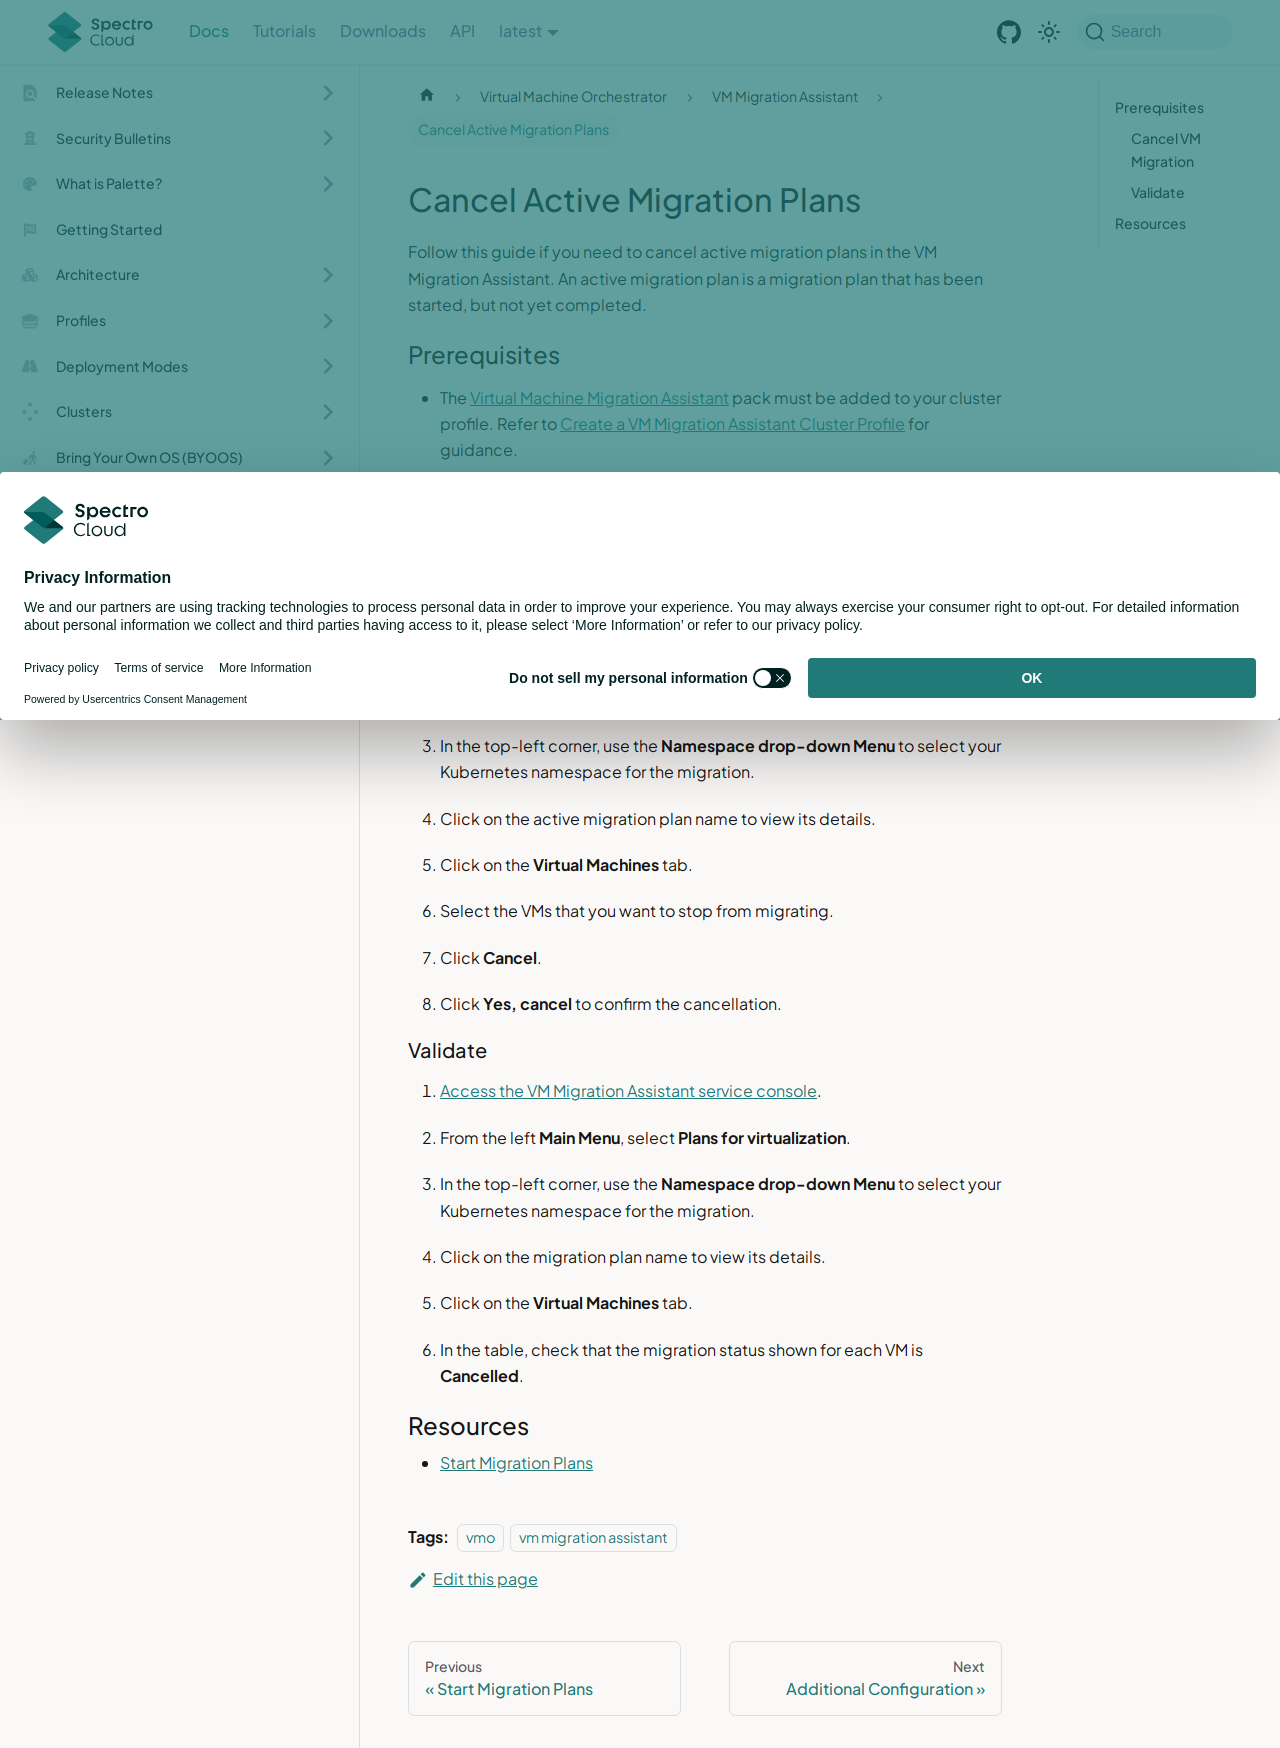 Spectro
Cloud
Docs
Tutorials
Downloads
API
latest
Search
Release Notes
Security Bulletins
What is Palette?
Getting Started
Architecture
Profiles
Deployment Modes
Clusters
Bring Your Own OS (BYOOS)
Virtual Machine Orchestrator
VM Migration Assistant
Cancel Active Migration Plans
Prerequisites
Cancel VM
Migration
Validate
Resources
Cancel Active Migration Plans
Follow this guide if you need to cancel active migration plans in the VM
Migration Assistant. An active migration plan is a migration plan that has been
started, but not yet completed.
Prerequisites
The Virtual Machine Migration Assistant pack must be added to your cluster
profile. Refer to Create a VM Migration Assistant Cluster Profile for
guidance.
Spectro
Cloud
Privacy Information
We and our partners are using tracking technologies to process personal data in order to improve your experience. You may always exercise your consumer right to opt-out. For detailed information
about personal information we collect and third parties having access to it, please select ‘More Information’ or refer to our privacy policy.
Privacy policy
Terms of service
More Information
Powered by Usercentrics Consent Management
Do not sell my personal information
OK
3. In the top-left corner, use the Namespace drop-down Menu to select your
Kubernetes namespace for the migration.
4. Click on the active migration plan name to view its details.
5. Click on the Virtual Machines tab.
6. Select the VMs that you want to stop from migrating.
7. Click Cancel.
8. Click Yes, cancel to confirm the cancellation.
Validate
1. Access the VM Migration Assistant service console.
2. From the left Main Menu, select Plans for virtualization.
3. In the top-left corner, use the Namespace drop-down Menu to select your
Kubernetes namespace for the migration.
4. Click on the migration plan name to view its details.
5. Click on the Virtual Machines tab.
6. In the table, check that the migration status shown for each VM is
Cancelled.
Resources
Start Migration Plans
Tags:
vmo
vm migration assistant
Edit this page
Previous
« Start Migration Plans
Next
Additional Configuration »